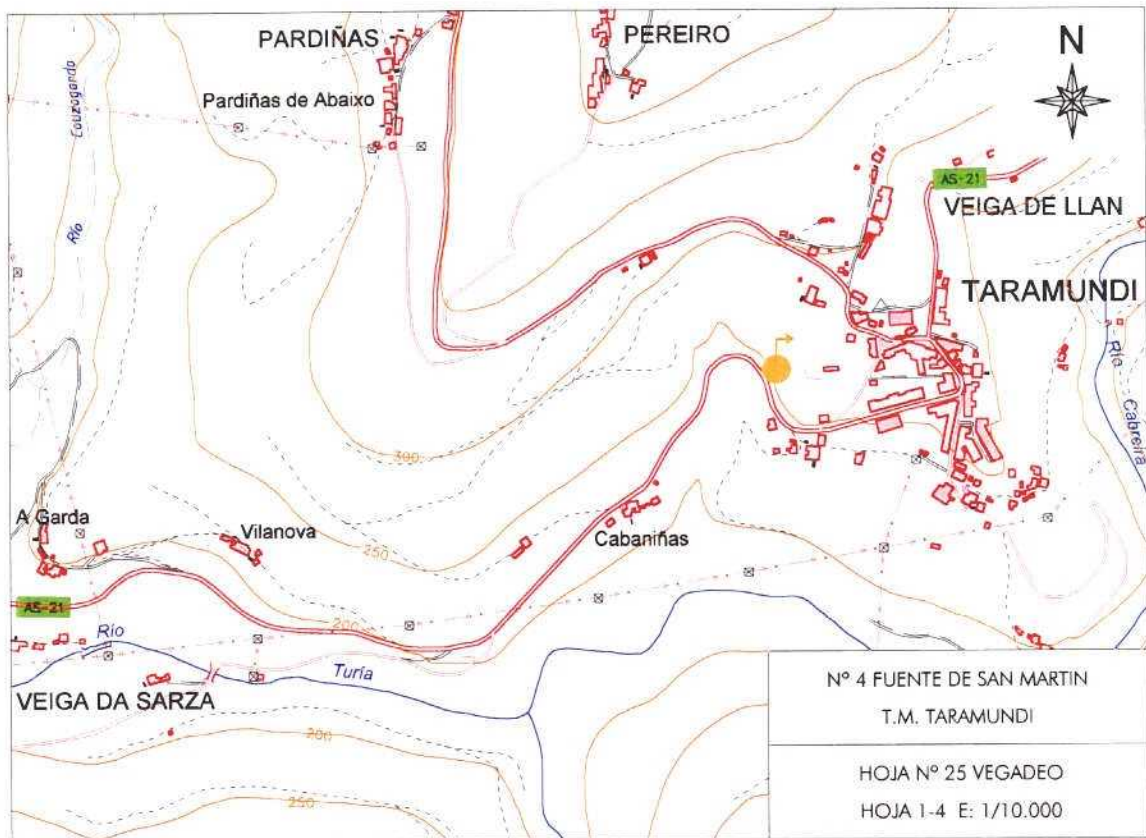 PARDIÑAS
PEREIRO
N
Pardiñas de Abaixo
Couzogondo
Río
AS-21
VEIGA DE LLAN
TARAMUNDI
Río
Cabreira
300
A Garda
Vilanova
250
Cabaniñas
AS-21
200
Río
Turía
VEIGA DA SARZA
200
250
Nº 4 FUENTE DE SAN MARTIN
T.M. TARAMUNDI
HOJA Nº 25 VEGADEO
HOJA 1-4 E: 1/10.000